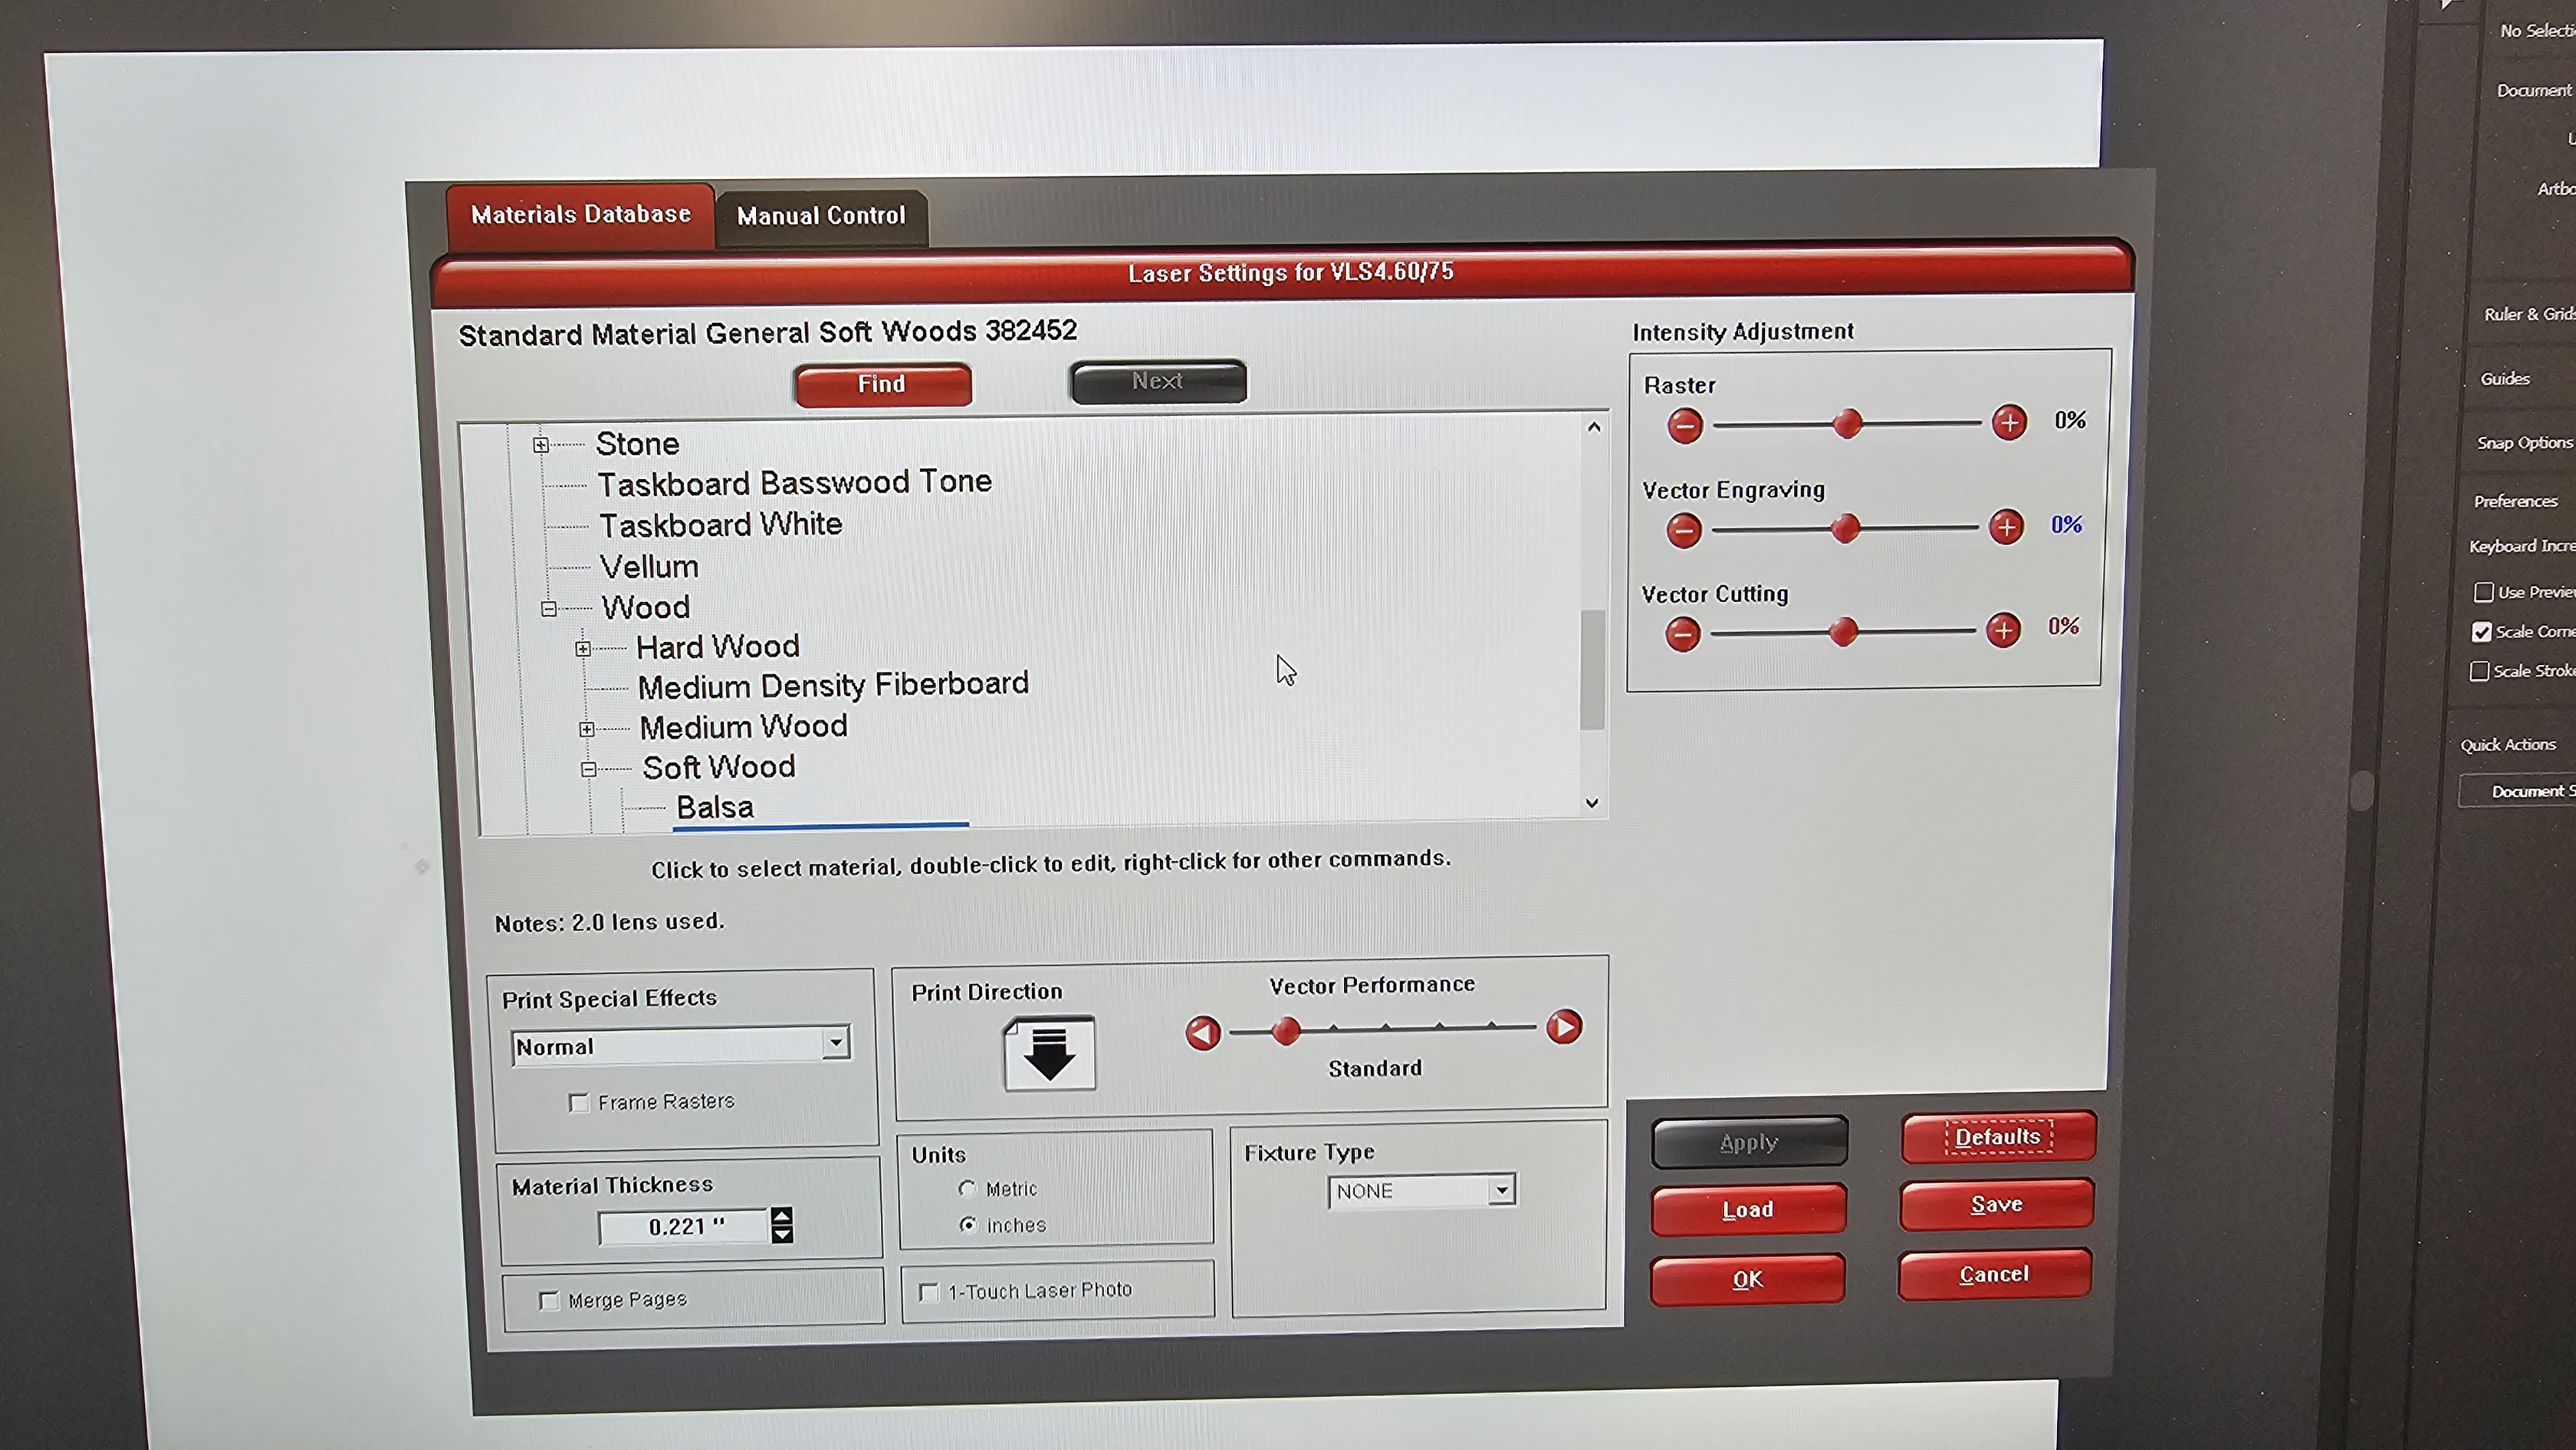 Materials Database
Manual Control
Laser Settings for VLS4.60/75
Standard Material General Soft Woods 382452
Find
Next
Stone
Taskboard Basswood Tone
Taskboard White
Vellum
Wood
Hard Wood
Medium Density Fiberboard
Medium Wood
Soft Wood
Balsa
Click to select material, double-click to edit, right-click for other commands.
Notes: 2.0 lens used.
Intensity Adjustment
Raster
0%
Vector Engraving
0%
Vector Cutting
0%
Print Special Effects
Normal
Frame Rasters
Print Direction
Vector Performance
Standard
Material Thickness
0.221 "
Merge Pages
Units
Metric
inches
1-Touch Laser Photo
Fixture Type
NONE
Apply
Defaults
Load
Save
OK
Cancel
No Selecti
Document
U
Artbo
Ruler & Grids
Guides
Snap Options
Preferences
Keyboard Incre
Use Previe
Scale Corne
Scale Stroke
Quick Actions
Document S